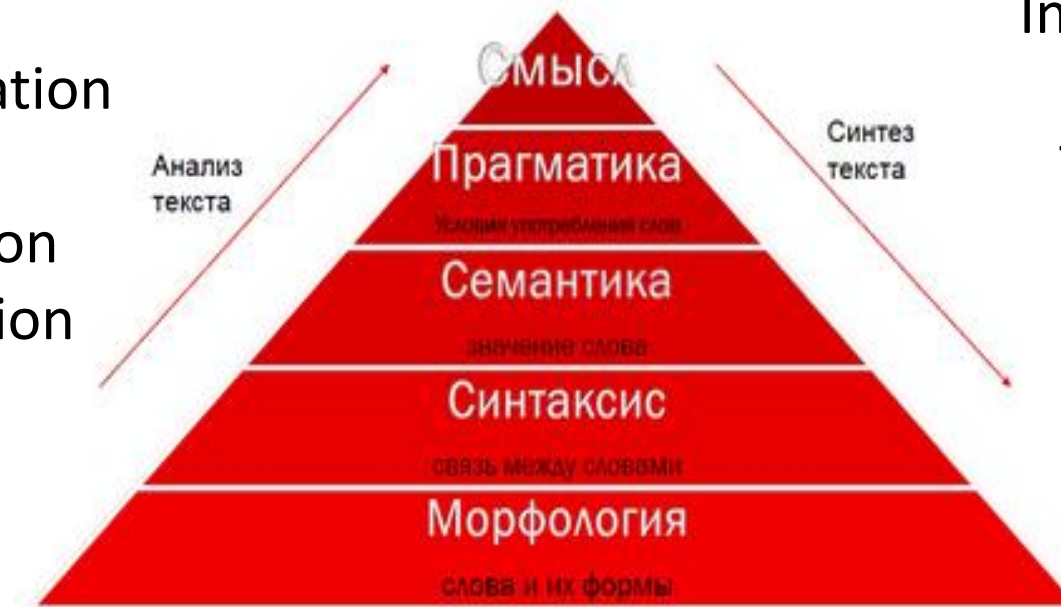 In
ation
Смысл
Анализ
текста
Синтез
текста
Прагматика
Условия употребления слов
on
ion
Семантика
значение слова
Синтаксис
связь между словами
Морфология
слова и их формы